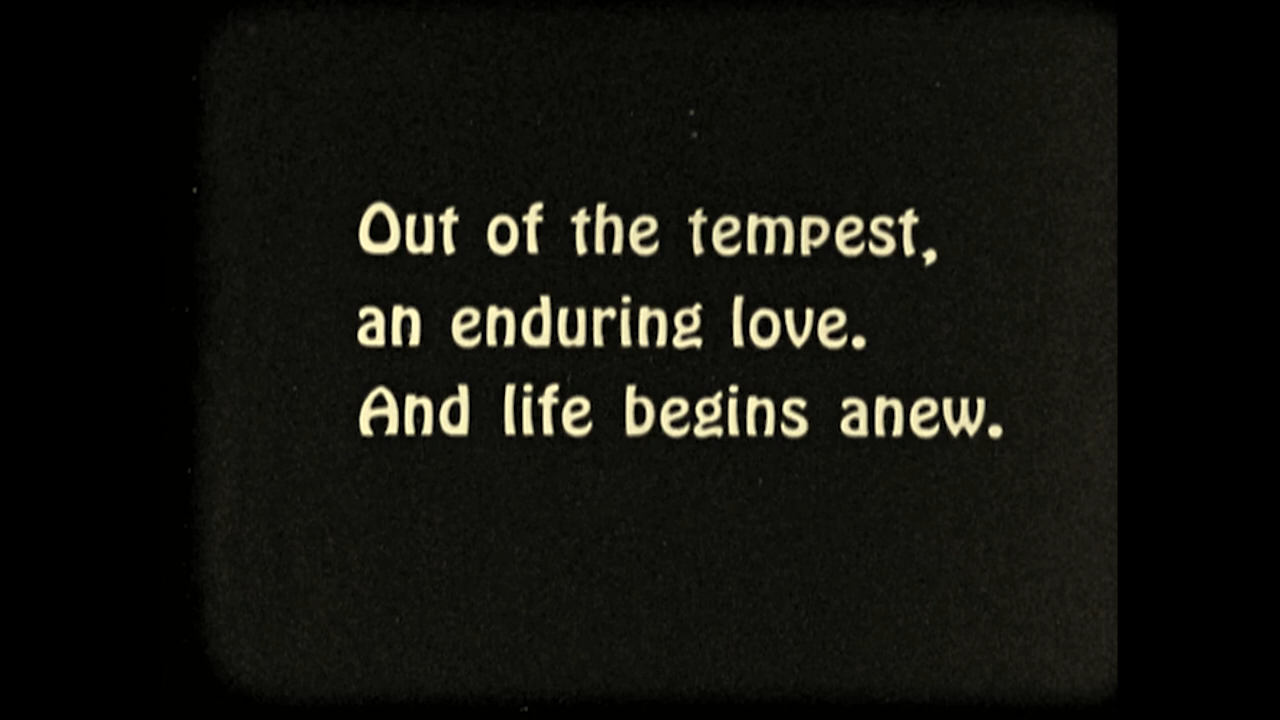 Out of the tempest,
an enduring love.
And life begins anew.